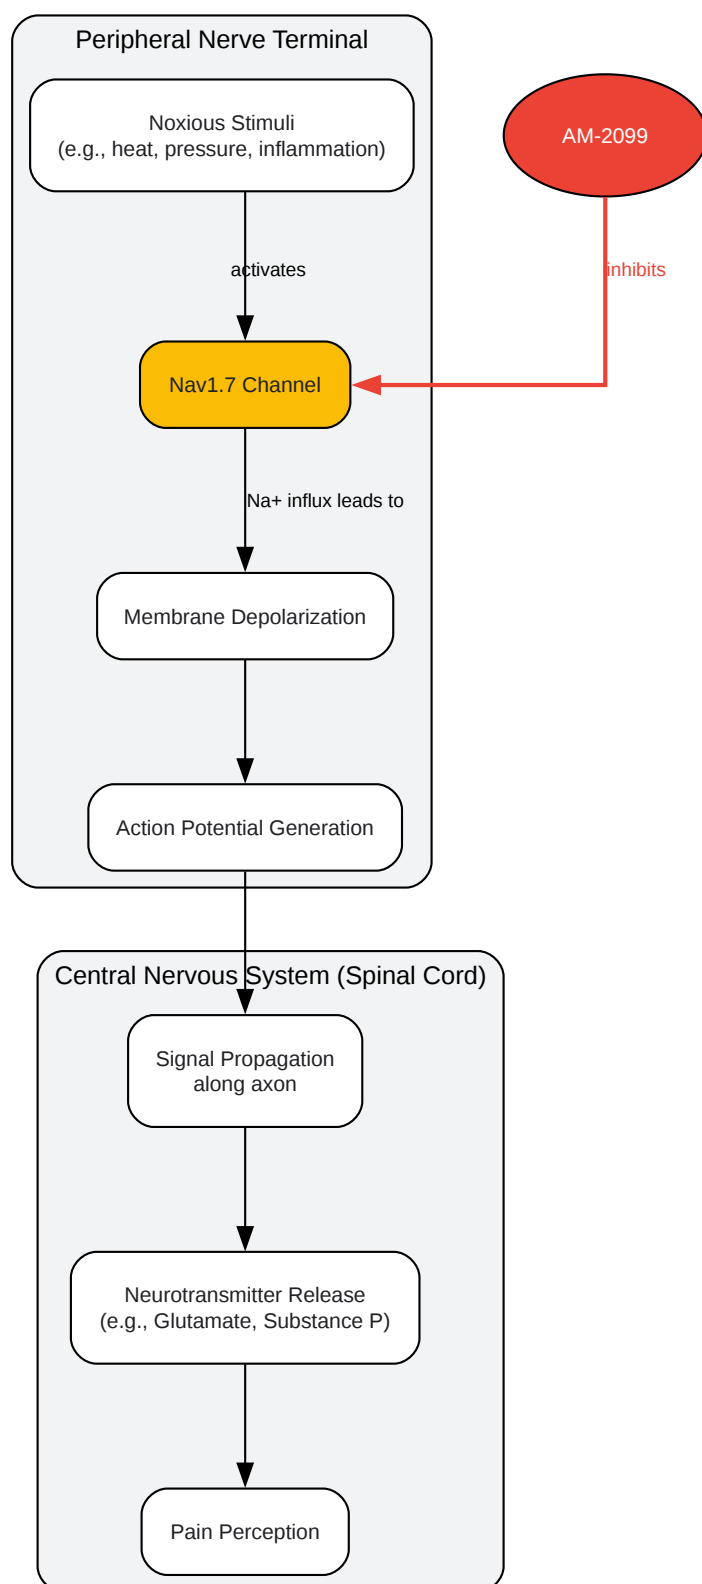 Peripheral Nerve Terminal
Noxious Stimuli
(e.g., heat, pressure, inflammation)
AM-2099
activates
inhibits
Nav1.7 Channel
Na+ influx leads to
Membrane Depolarization
Action Potential Generation
Central Nervous System (Spinal Cord)
Signal Propagation
along axon
Neurotransmitter Release
(e.g., Glutamate, Substance P)
Pain Perception